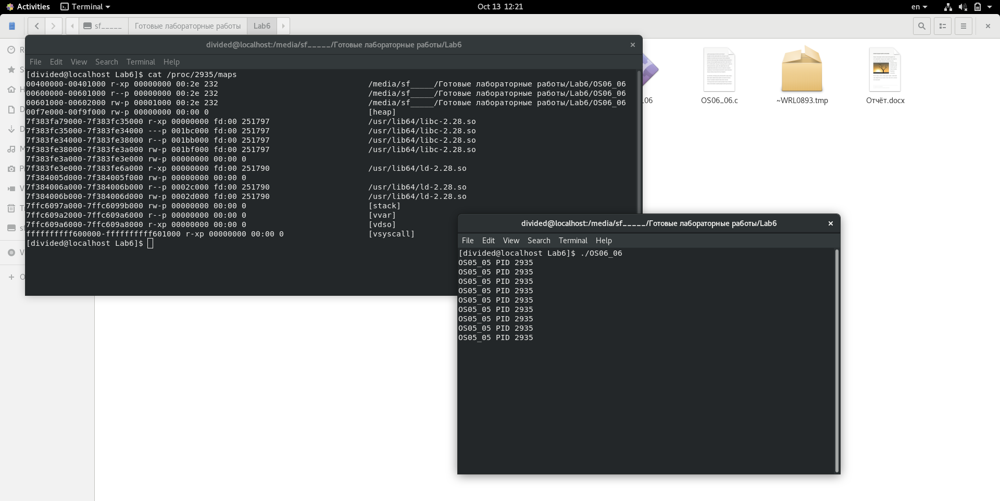 Activities Terminal Oct 13 12:21 en
sf_____ Готовые лабораторные работы Lab6
divided@localhost:/media/sf_____/Готовые лабораторные работы/Lab6
File Edit View Search Terminal Help
[divided@localhost Lab6]$ cat /proc/2935/maps
00400000-00401000 r-xp 00000000 00:2e 232 /media/sf_____/Готовые лабораторные работы/Lab6/OS06_06
00600000-00601000 r--p 00000000 00:2e 232 /media/sf_____/Готовые лабораторные работы/Lab6/OS06_06
00601000-00602000 rw-p 00001000 00:2e 232 /media/sf_____/Готовые лабораторные работы/Lab6/OS06_06
00f7e000-00f9f000 rw-p 00000000 00:00 0 [heap]
7f383fa79000-7f383fc35000 r-xp 00000000 fd:00 251797 /usr/lib64/libc-2.28.so
7f383fc35000-7f383fe34000 ---p 001bc000 fd:00 251797 /usr/lib64/libc-2.28.so
7f383fe34000-7f383fe38000 r--p 001bb000 fd:00 251797 /usr/lib64/libc-2.28.so
7f383fe38000-7f383fe3a000 rw-p 001bf000 fd:00 251797 /usr/lib64/libc-2.28.so
7f383fe3a000-7f383fe3e000 rw-p 00000000 00:00 0
7f383fe3e000-7f383fe6a000 r-xp 00000000 fd:00 251790 /usr/lib64/ld-2.28.so
7f384005d000-7f384005f000 rw-p 00000000 00:00 0
7f384006a000-7f384006b000 r--p 0002c000 fd:00 251790 /usr/lib64/ld-2.28.so
7f384006b000-7f384006d000 rw-p 0002d000 fd:00 251790 /usr/lib64/ld-2.28.so
7ffc6097a000-7ffc6099b000 rw-p 00000000 00:00 0 [stack]
7ffc609a2000-7ffc609a6000 r--p 00000000 00:00 0 [vvar]
7ffc609a6000-7ffc609a8000 r-xp 00000000 00:00 0 [vdso]
ffffffffff600000-ffffffffff601000 r-xp 00000000 00:00 0 [vsyscall]
[divided@localhost Lab6]$
_06 OS06_06.c ~WRL0893.tmp Отчёт.docx
divided@localhost:/media/sf_____/Готовые лабораторные работы/Lab6
File Edit View Search Terminal Help
[divided@localhost Lab6]$ ./OS06_06
OS05_05 PID 2935
OS05_05 PID 2935
OS05_05 PID 2935
OS05_05 PID 2935
OS05_05 PID 2935
OS05_05 PID 2935
OS05_05 PID 2935
OS05_05 PID 2935
OS05_05 PID 2935